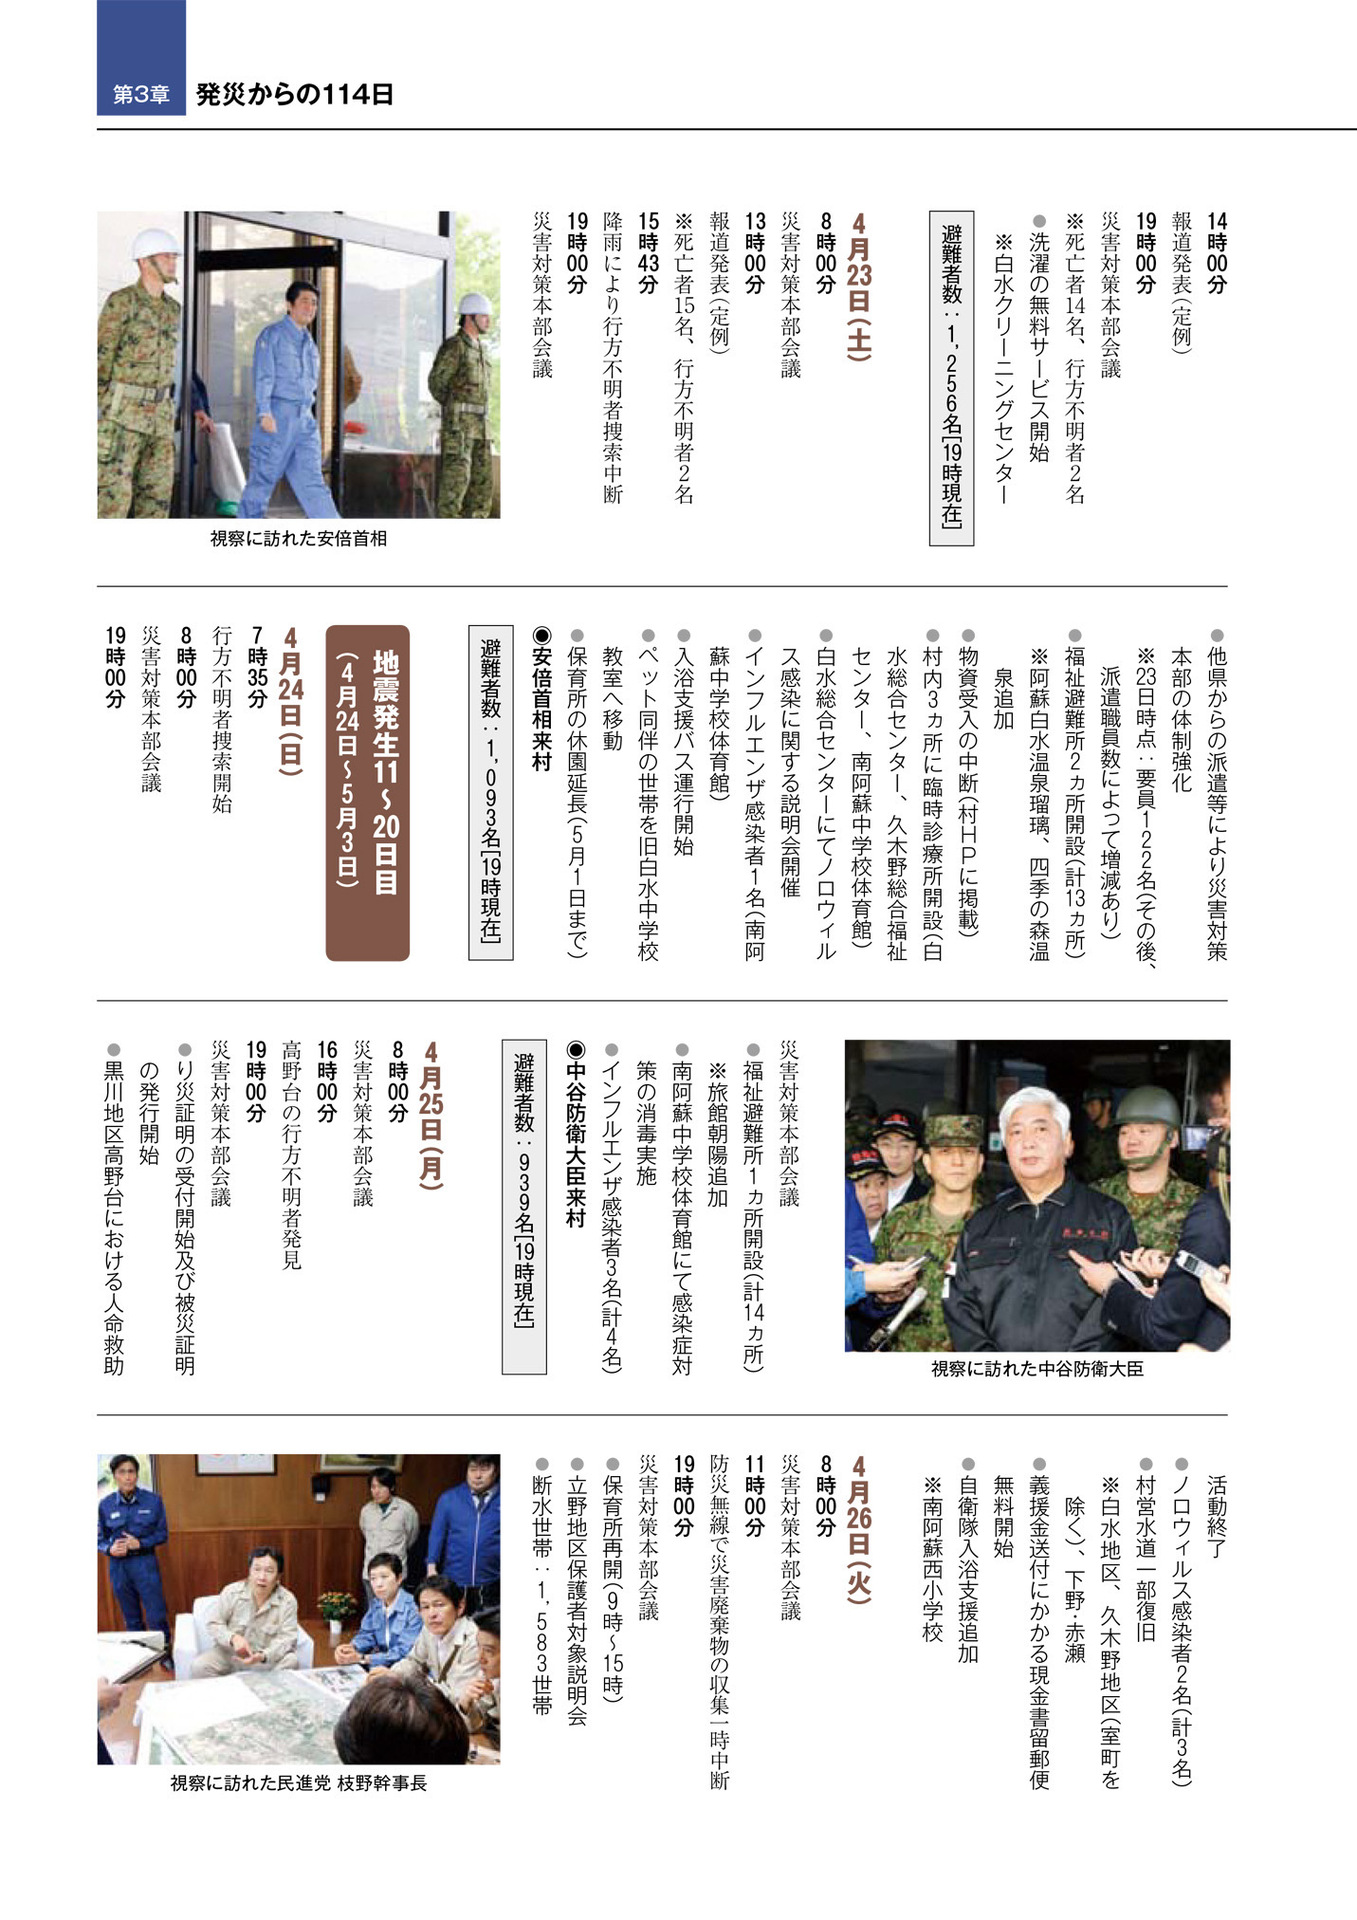 第3章
発災からの114日
14時00分
報道発表（定例）
19時00分
災害対策本部会議
※死亡者14名、行方不明者2名
●洗濯の無料サービス開始
※白水クリーニングセンター
避難者数：1,256名［19時現在］
4月23日（土）
8時00分
災害対策本部会議
13時00分
報道発表（定例）
※死亡者15名、行方不明者2名
15時43分
降雨により行方不明者捜索中断
19時00分
災害対策本部会議
視察に訪れた安倍首相
●他県からの派遣等により災害対策
本部の体制強化
※23日時点：要員122名（その後、
派遣職員数によって増減あり）
●福祉避難所2ヵ所開設（計13ヵ所）
※阿蘇白水温泉瑠璃、四季の森温
泉追加
●物資受入の中断（村HPに掲載）
●村内3ヵ所に臨時診療所開設（白
水総合センター、久木野総合福祉
センター、南阿蘇中学校体育館）
●白水総合センターにてノロウィル
ス感染に関する説明会開催
●インフルエンザ感染者1名（南阿
蘇中学校体育館）
●入浴支援バス運行開始
●ペット同伴の世帯を旧白水中学校
教室へ移動
●保育所の休園延長（5月1日まで）
◉安倍首相来村
避難者数：1,093名［19時現在］
地震発生11～20日目
（4月24日～5月3日）
4月24日（日）
7時35分
行方不明者捜索開始
8時00分
災害対策本部会議
19時00分
視察に訪れた中谷防衛大臣
災害対策本部会議
●福祉避難所1ヵ所開設（計14ヵ所）
※旅館朝陽追加
●南阿蘇中学校体育館にて感染症対
策の消毒実施
●インフルエンザ感染者3名（計4名）
◉中谷防衛大臣来村
避難者数：939名［19時現在］
4月25日（月）
8時00分
災害対策本部会議
16時00分
高野台の行方不明者発見
19時00分
災害対策本部会議
●り災証明の受付開始及び被災証明
の発行開始
●黒川地区高野台における人命救助
活動終了
●ノロウィルス感染者2名（計3名）
●村営水道一部復旧
※白水地区、久木野地区（室町を
除く）、下野・赤瀬
●義援金送付にかかる現金書留郵便
無料開始
●自衛隊入浴支援追加
※南阿蘇西小学校
4月26日（火）
8時00分
災害対策本部会議
11時00分
防災無線で災害廃棄物の収集一時中断
19時00分
災害対策本部会議
●保育所再開（9時～15時）
●立野地区保護者対象説明会
●断水世帯：1,583世帯
視察に訪れた民進党 枝野幹事長